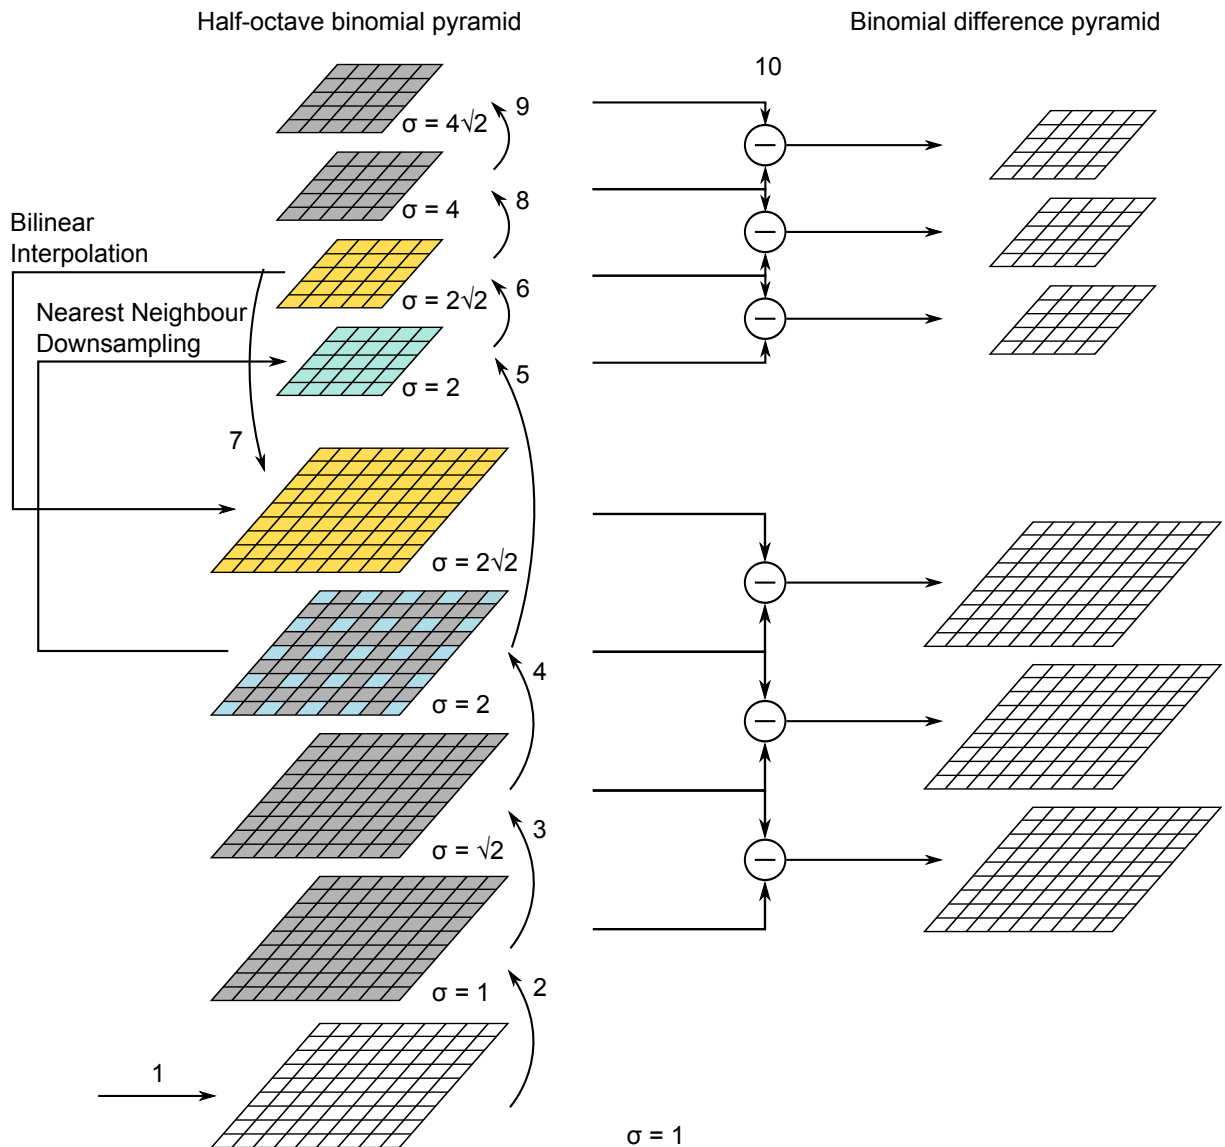 Half-octave binomial pyramid
Binomial difference pyramid
10
9
σ = 4√2
8
σ = 4
Bilinear
Interpolation
6
σ = 2√2
Nearest Neighbour
Downsampling
5
σ = 2
7
σ = 2√2
4
σ = 2
3
σ = √2
2
σ = 1
1
σ = 1